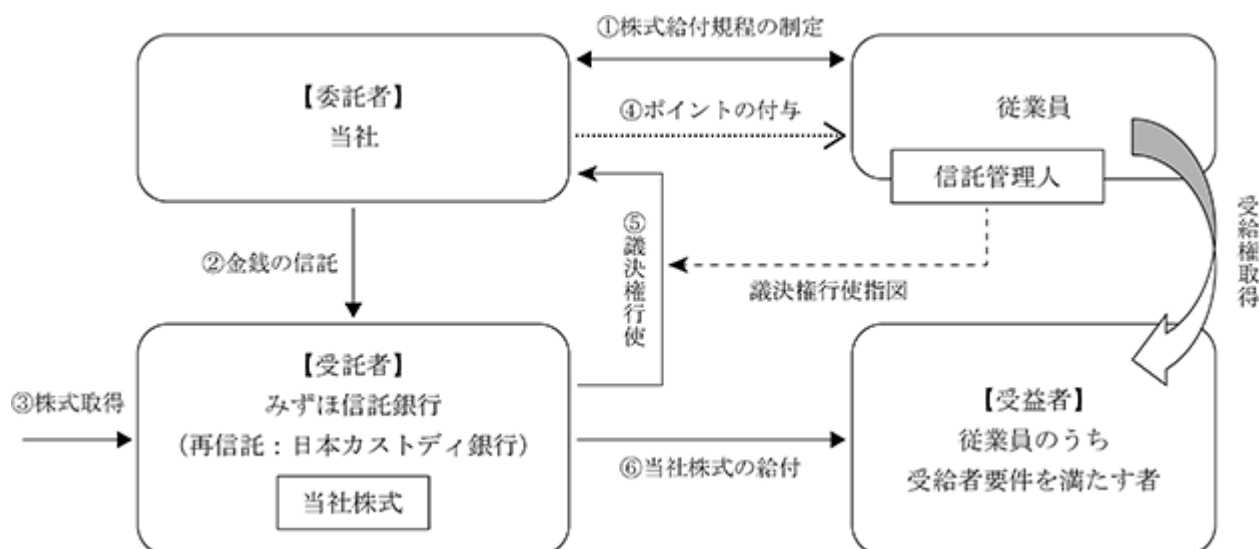 ①株式給付規程の制定
【委託者】
当社
従業員
④ポイントの付与
信託管理人
②金銭の信託
⑤議決権行使
議決権行使指図
受給権取得
③株式取得
【受託者】
みずほ信託銀行
（再信託：日本カストディ銀行）
当社株式
⑥当社株式の給付
【受益者】
従業員のうち
受給者要件を満たす者